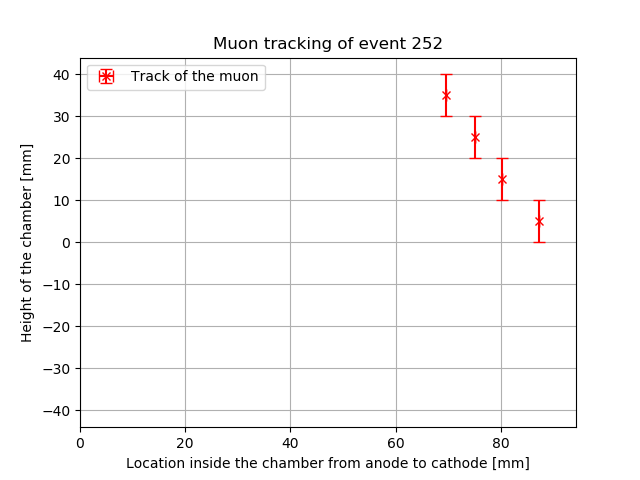 Muon tracking of event 252
Track of the muon
Height of the chamber [mm]
40
30
20
10
0
−10
−20
−30
−40
0 20 40 60 80
Location inside the chamber from anode to cathode [mm]